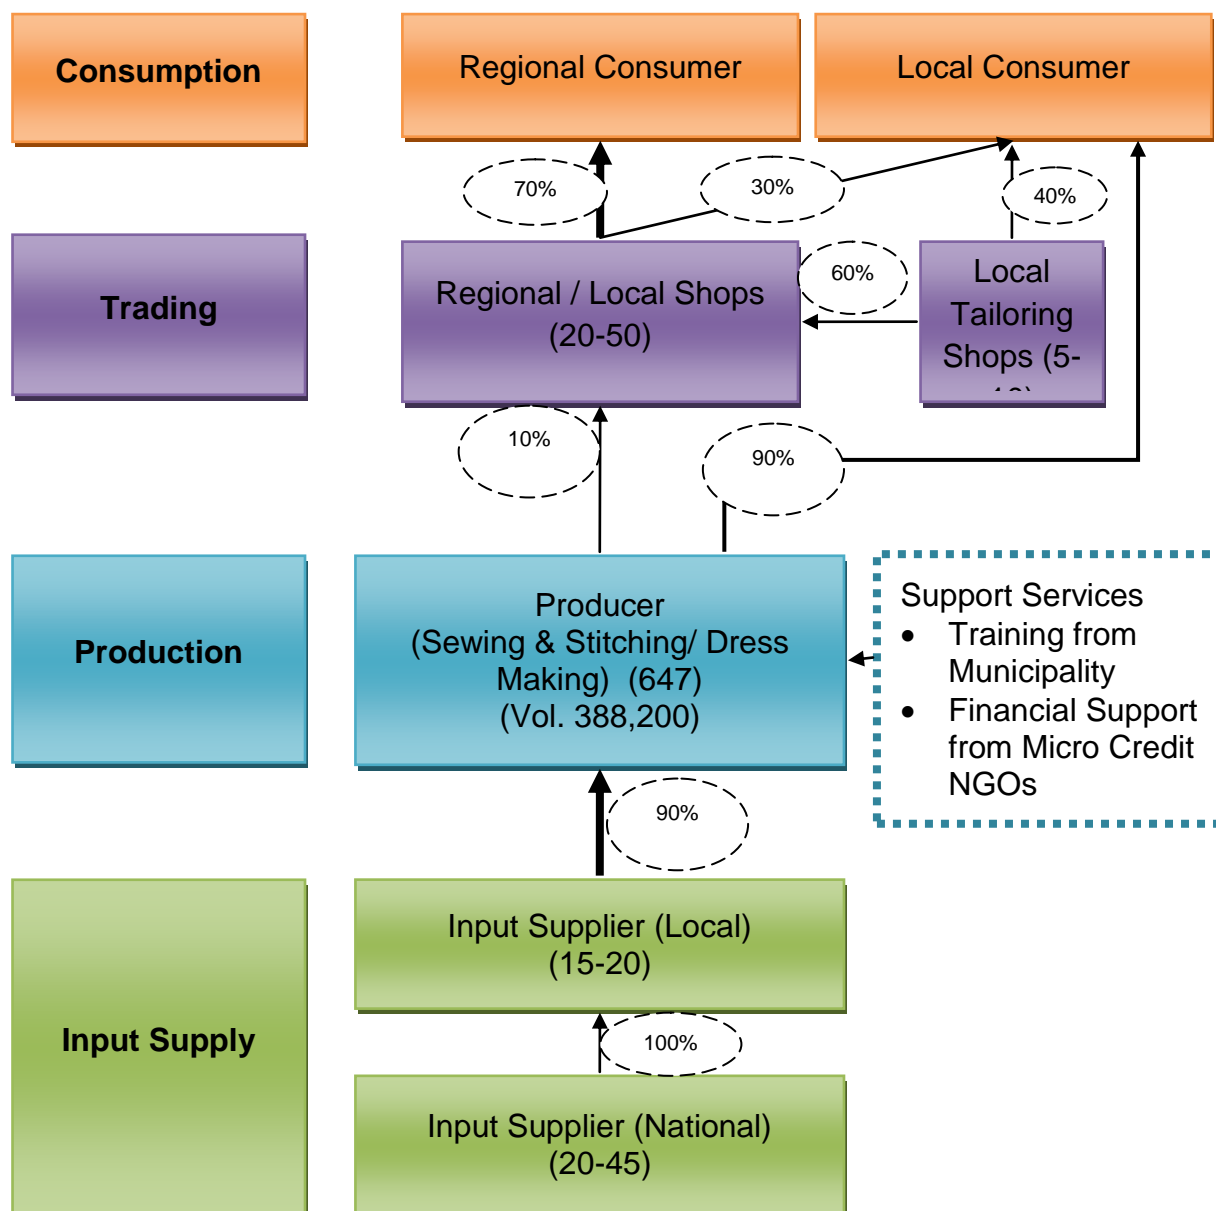 Consumption
Regional Consumer
Local Consumer
70%
30%
40%
Trading
Regional / Local Shops
(20-50)
60%
Local
Tailoring
Shops (5-
10%
90%
Production
Producer
(Sewing & Stitching/ Dress
Making) (647)
(Vol. 388,200)
Support Services
• Training from
Municipality
• Financial Support
from Micro Credit
NGOs
90%
Input Supply
Input Supplier (Local)
(15-20)
100%
Input Supplier (National)
(20-45)